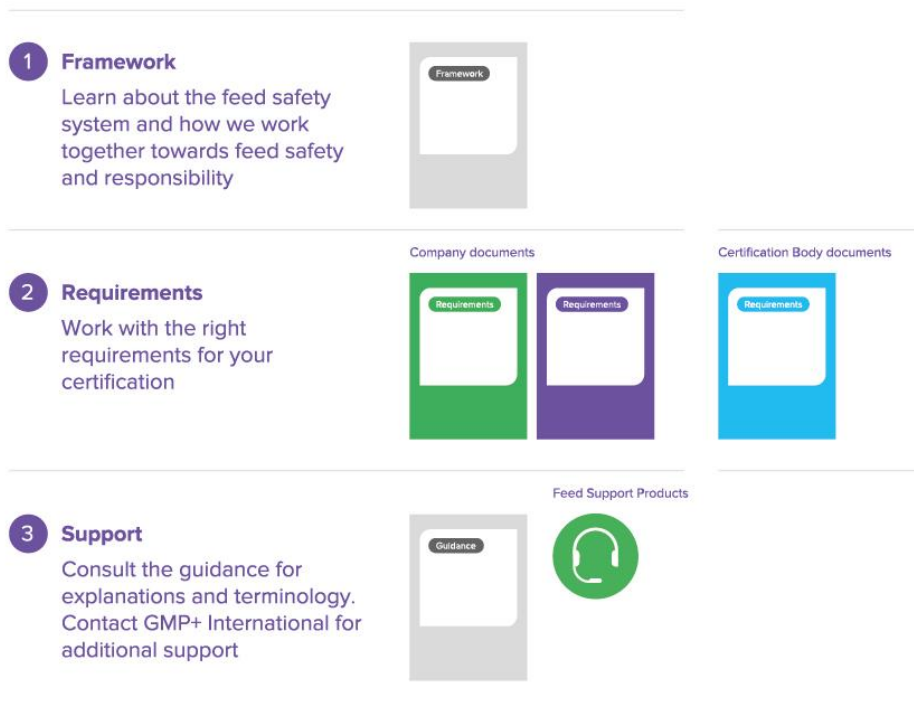 1
Framework
Learn about the feed safety
system and how we work
together towards feed safety
and responsibility
Framework
Company documents
Certification Body documents
2
Requirements
Work with the right
requirements for your
certification
Requirements
Requirements
Requirements
Feed Support Products
3
Support
Consult the guidance for
explanations and terminology.
Contact GMP+ International for
additional support
Guidance